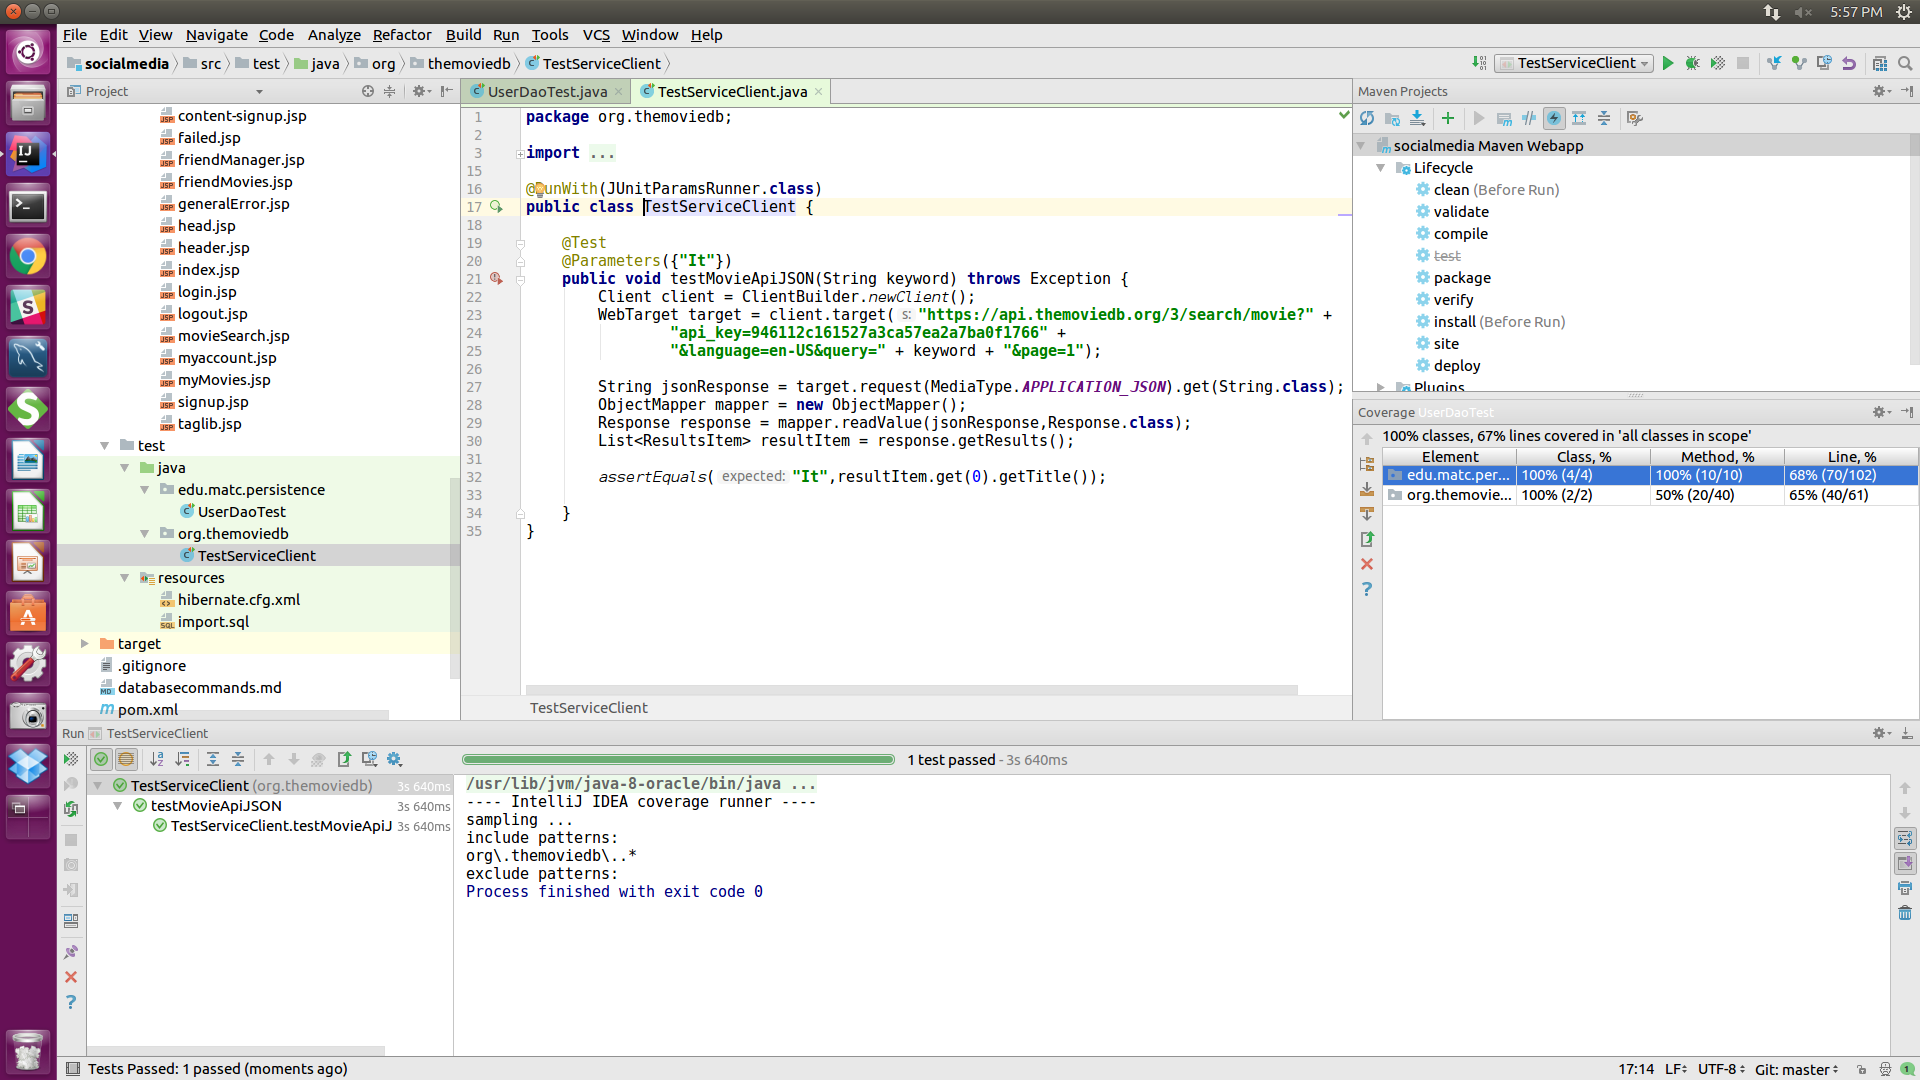 5:57 PM
File Edit View Navigate Code Analyze Refactor Build Run Tools VCS Window Help
socialmedia src test java org themoviedb TestServiceClient
TestServiceClient
Project
content-signup.jsp
failed.jsp
friendManager.jsp
friendMovies.jsp
generalError.jsp
head.jsp
header.jsp
index.jsp
login.jsp
logout.jsp
movieSearch.jsp
myaccount.jsp
myMovies.jsp
signup.jsp
taglib.jsp
test
java
edu.matc.persistence
UserDaoTest
org.themoviedb
TestServiceClient
resources
hibernate.cfg.xml
import.sql
target
.gitignore
databasecommands.md
pom.xml
UserDaoTest.java TestServiceClient.java
1 package org.themoviedb;
2
3 import ...
15
16 @RunWith(JUnitParamsRunner.class)
17 public class TestServiceClient {
18
19 @Test
20 @Parameters({"It"})
21 public void testMovieApiJSON(String keyword) throws Exception {
22 Client client = ClientBuilder.newClient();
23 WebTarget target = client.target( s: "https://api.themoviedb.org/3/search/movie?" +
24 "api_key=946112c161527a3ca57ea2a7ba0f1766" +
25 "&language=en-US&query=" + keyword + "&page=1");
26
27 String jsonResponse = target.request(MediaType.APPLICATION_JSON).get(String.class);
28 ObjectMapper mapper = new ObjectMapper();
29 Response response = mapper.readValue(jsonResponse,Response.class);
30 List<ResultsItem> resultItem = response.getResults();
31
32 assertEquals( expected: "It",resultItem.get(0).getTitle());
33
34 }
35 }
TestServiceClient
Maven Projects
socialmedia Maven Webapp
Lifecycle
clean (Before Run)
validate
compile
test
package
verify
install (Before Run)
site
deploy
Plugins
Coverage UserDaoTest
100% classes, 67% lines covered in 'all classes in scope'
Element Class, % Method, % Line, %
edu.matc.per... 100% (4/4) 100% (10/10) 68% (70/102)
org.themovie... 100% (2/2) 50% (20/40) 65% (40/61)
Run TestServiceClient
1 test passed - 3s 640ms
TestServiceClient (org.themoviedb) 3s 640ms
testMovieApiJSON 3s 640ms
TestServiceClient.testMovieApiJ 3s 640ms
/usr/lib/jvm/java-8-oracle/bin/java ...
---- IntelliJ IDEA coverage runner ----
sampling ...
include patterns:
org\.themoviedb\..*
exclude patterns:
Process finished with exit code 0
Tests Passed: 1 passed (moments ago)
17:14 LF UTF-8 Git: master 1